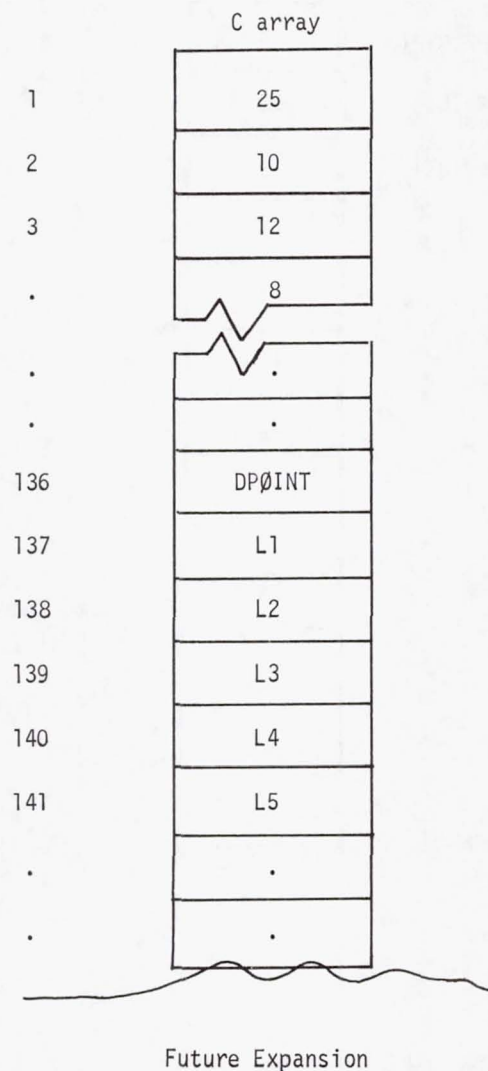 C array
1 25
2 10
3 12
. 8
. .
. .
136 DPØINT
137 L1
138 L2
139 L3
140 L4
141 L5
. .
. .
Future Expansion